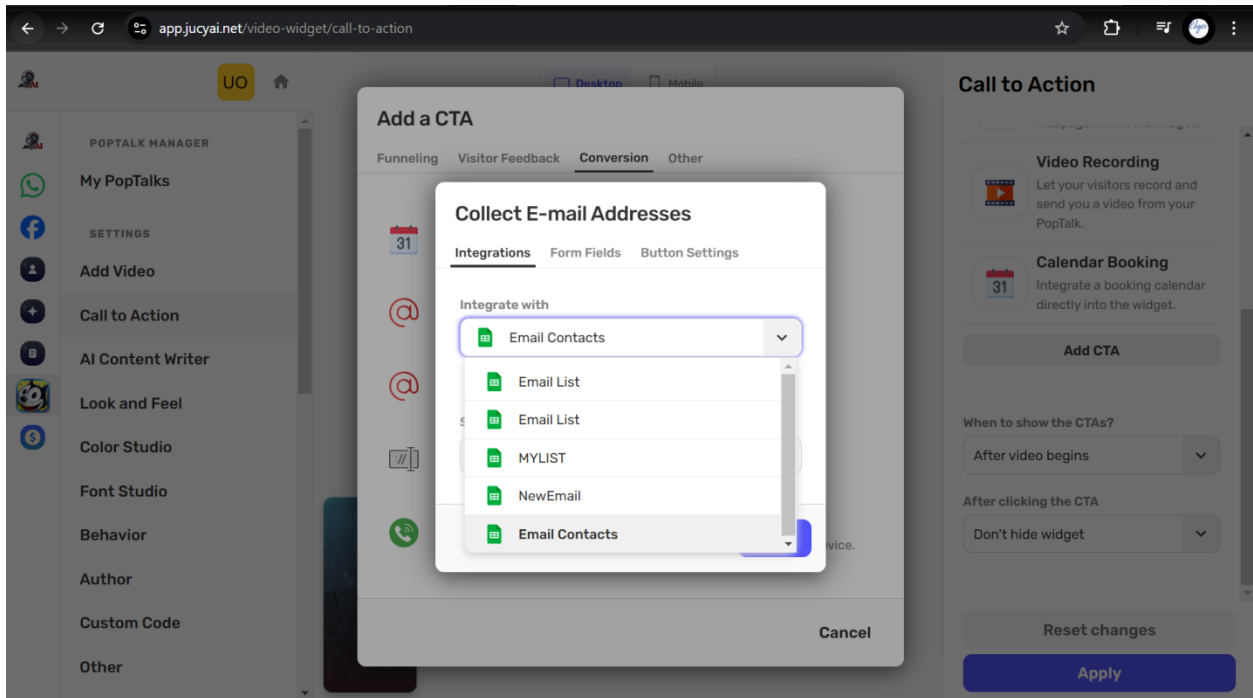 app.jucyai.net/video-widget/call-to-action
UO
Desktop
Mobile
POPTALK MANAGER
My PopTalks
SETTINGS
Add Video
Call to Action
AI Content Writer
Look and Feel
Color Studio
Font Studio
Behavior
Author
Custom Code
Other
Add a CTA
Funneling
Visitor Feedback
Conversion
Other
31
Collect E-mail Addresses
Integrations
Form Fields
Button Settings
Integrate with
Email Contacts
Email List
Email List
MYLIST
NewEmail
Email Contacts
Cancel
Call to Action
Video Recording
Let your visitors record and
send you a video from your
PopTalk.
Calendar Booking
31
Integrate a booking calendar
directly into the widget.
Add CTA
When to show the CTAs?
After video begins
After clicking the CTA
Don't hide widget
Reset changes
Apply